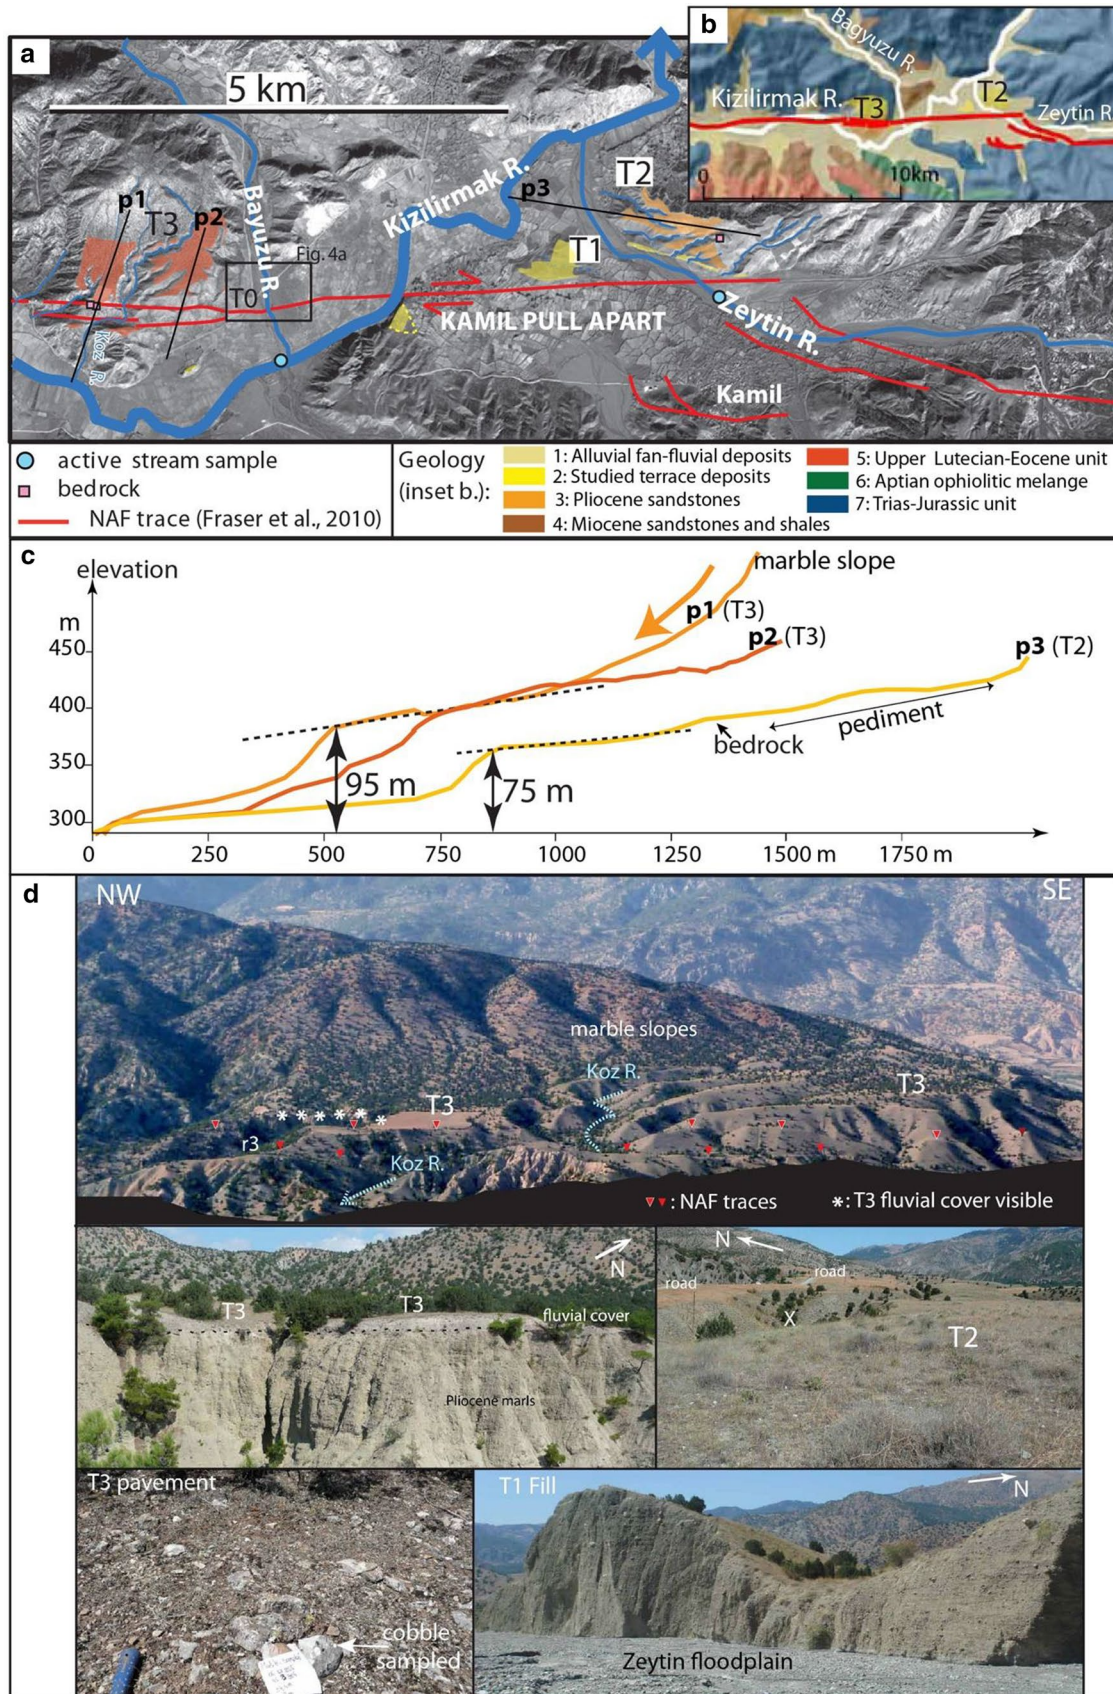 a
5 km
Bayuzu R.
Kizilirmak R.
p1
T3
p2
Fig. 4a
T0
Koz R.
p3
T2
T1
KAMIL PULL APART
Zeytin R.
Kamil
b
Bagyuzu R.
Kizilirmak R.
T3
T2
Zeytin R
0
10km
active stream sample
bedrock
NAF trace (Fraser et al., 2010)
Geology
(inset b.):
1: Alluvial fan-fluvial deposits
2: Studied terrace deposits
3: Pliocene sandstones
4: Miocene sandstones and shales
5: Upper Lutecian-Eocene unit
6: Aptian ophiolitic melange
7: Trias-Jurassic unit
c
elevation
m
450
400
350
300
marble slope
p1 (T3)
p2 (T3)
p3 (T2)
pediment
bedrock
95 m
75 m
0 250 500 750 1000 1250 1500 m 1750 m
d
NW
SE
marble slopes
Koz R.
T3
T3
r3
Koz R.
: NAF traces
*: T3 fluvial cover visible
N
T3
T3
fluvial cover
Pliocene marls
N
road
road
X
T2
T3 pavement
cobble
sampled
T1 Fill
N
Zeytin floodplain